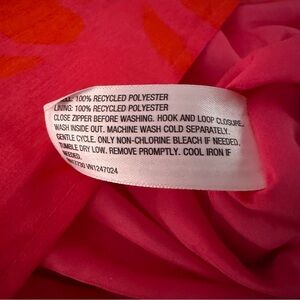 100% RECYCLED POLYESTER
LINING: 100% RECYCLED POLYESTER
CLOSE ZIPPER BEFORE WASHING. HOOK AND LOOP CLOSURE.
WASH INSIDE OUT. MACHINE WASH COLD SEPARATELY.
GENTLE CYCLE. ONLY NON-CHLORINE BLEACH IF NEEDED.
TUMBLE DRY LOW. REMOVE PROMPTLY. COOL IRON IF
VN1247024